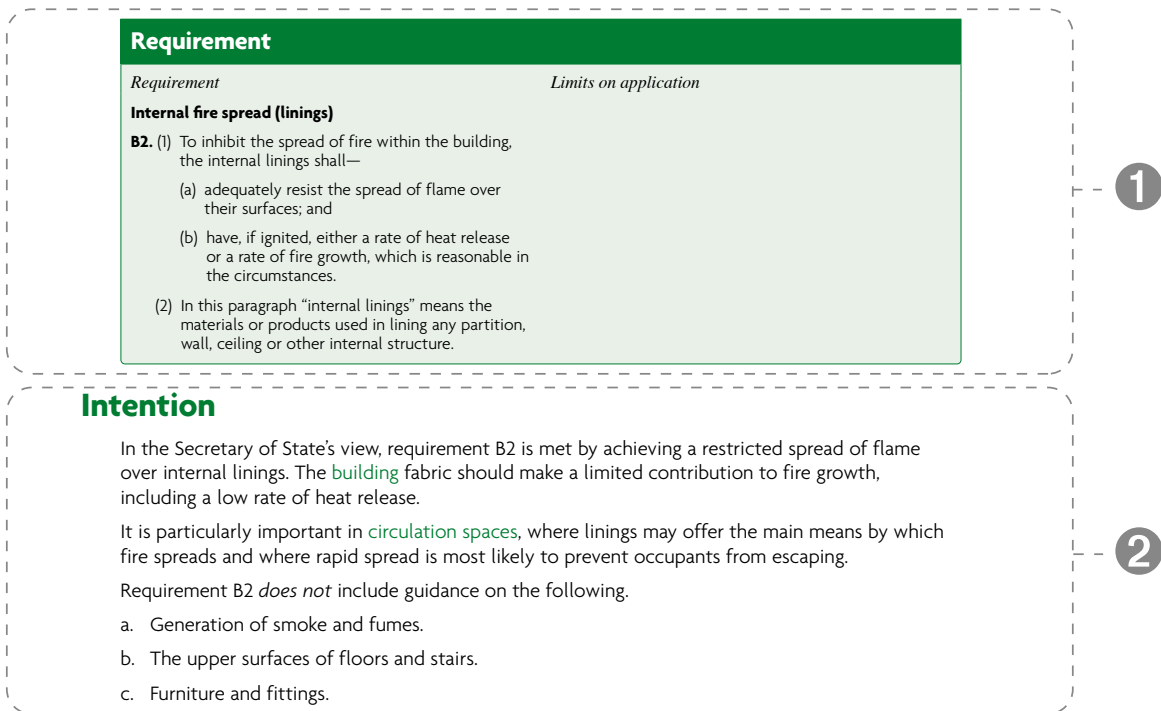 Requirement
Requirement Limits on application
Internal fire spread (linings)
B2. (1) To inhibit the spread of fire within the building,
the internal linings shall—
(a) adequately resist the spread of flame over
their surfaces; and
(b) have, if ignited, either a rate of heat release
or a rate of fire growth, which is reasonable in
the circumstances.
(2) In this paragraph “internal linings” means the
materials or products used in lining any partition,
wall, ceiling or other internal structure.
1
Intention
In the Secretary of State’s view, requirement B2 is met by achieving a restricted spread of flame
over internal linings. The building fabric should make a limited contribution to fire growth,
including a low rate of heat release.
It is particularly important in circulation spaces, where linings may offer the main means by which
fire spreads and where rapid spread is most likely to prevent occupants from escaping.
Requirement B2 does not include guidance on the following.
a. Generation of smoke and fumes.
b. The upper surfaces of floors and stairs.
c. Furniture and fittings.
2